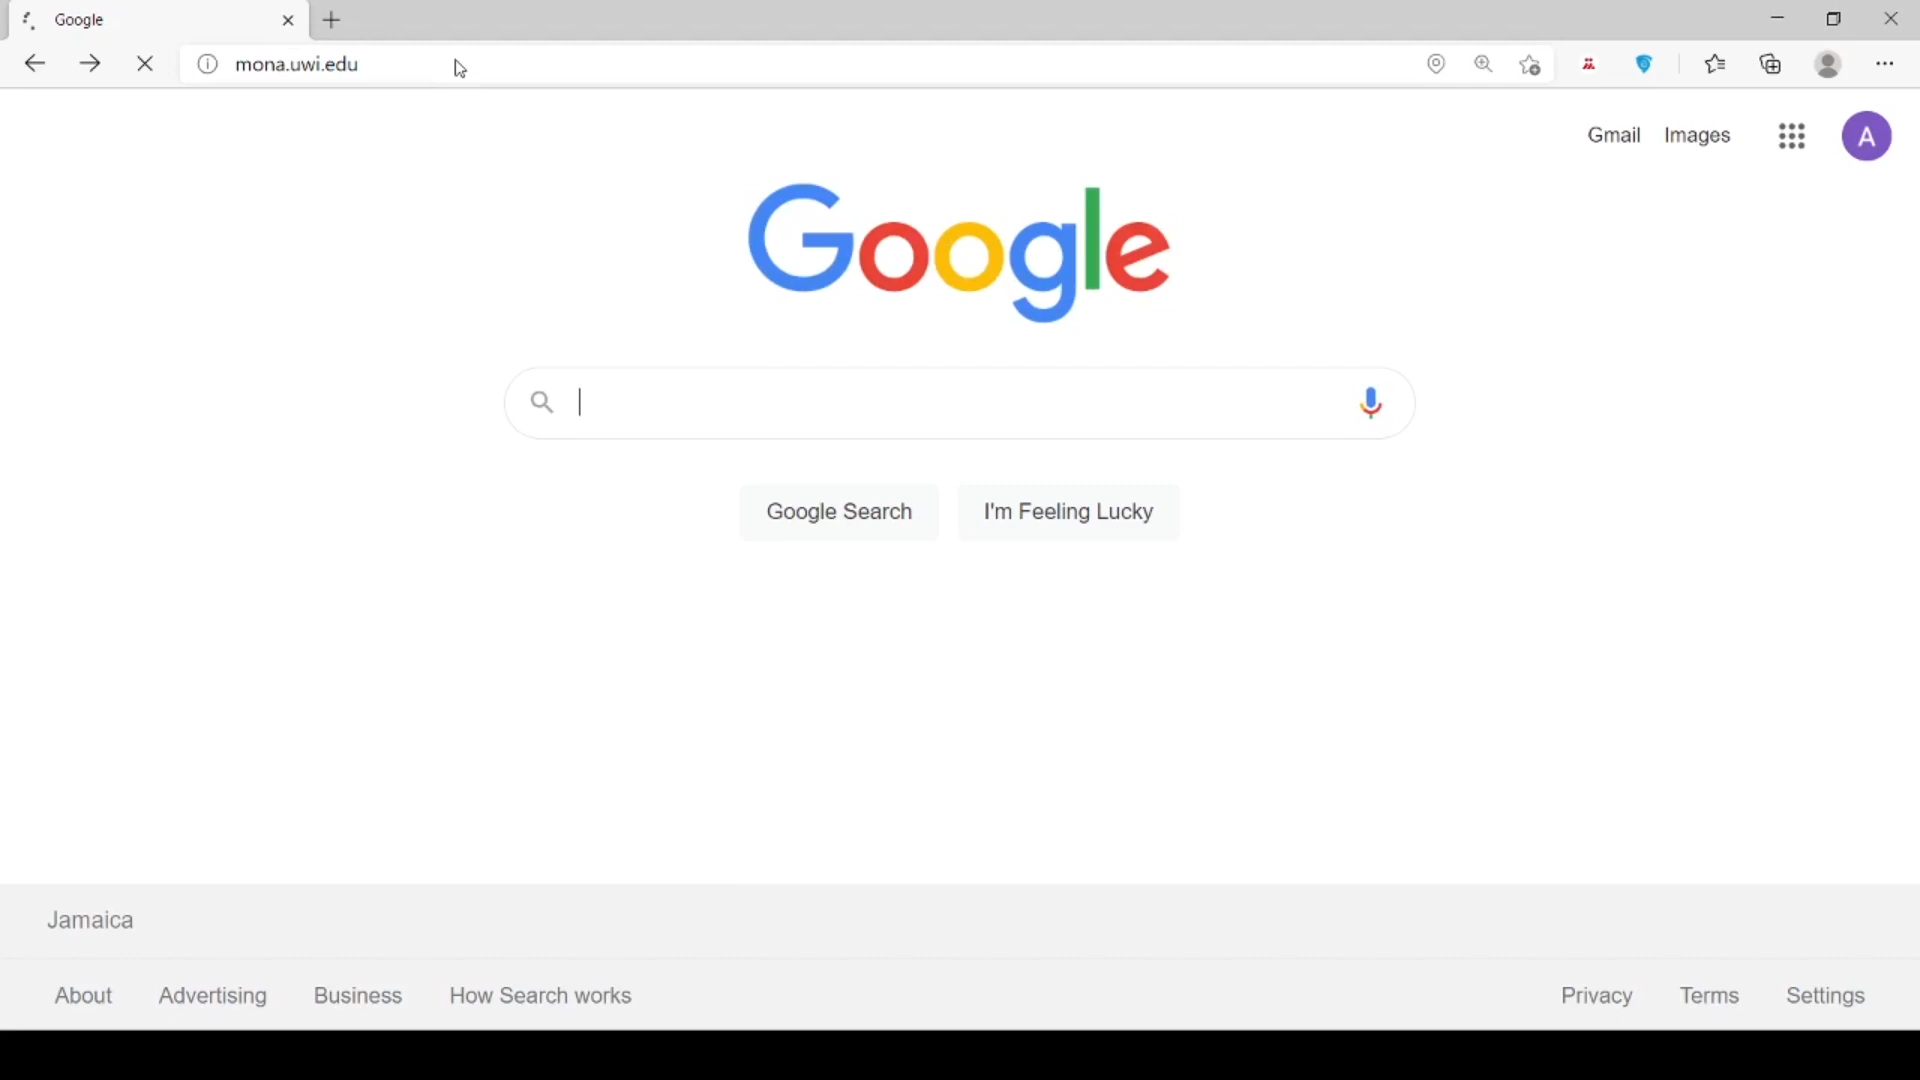 Google
mona.uwi.edu
Gmail Images
A
Google
Google Search I'm Feeling Lucky
Jamaica
About Advertising Business How Search works Privacy Terms Settings